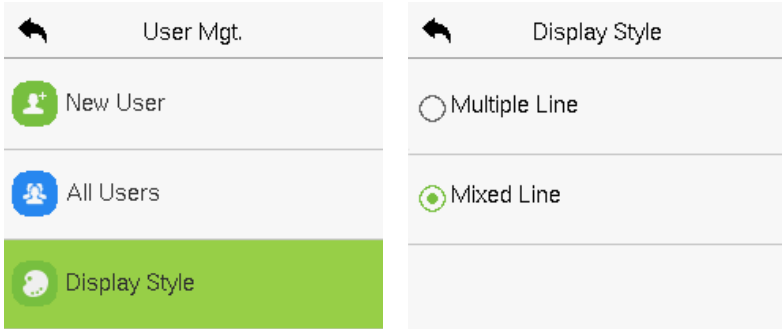 User Mgt.
New User
All Users
Display Style
Display Style
Multiple Line
Mixed Line